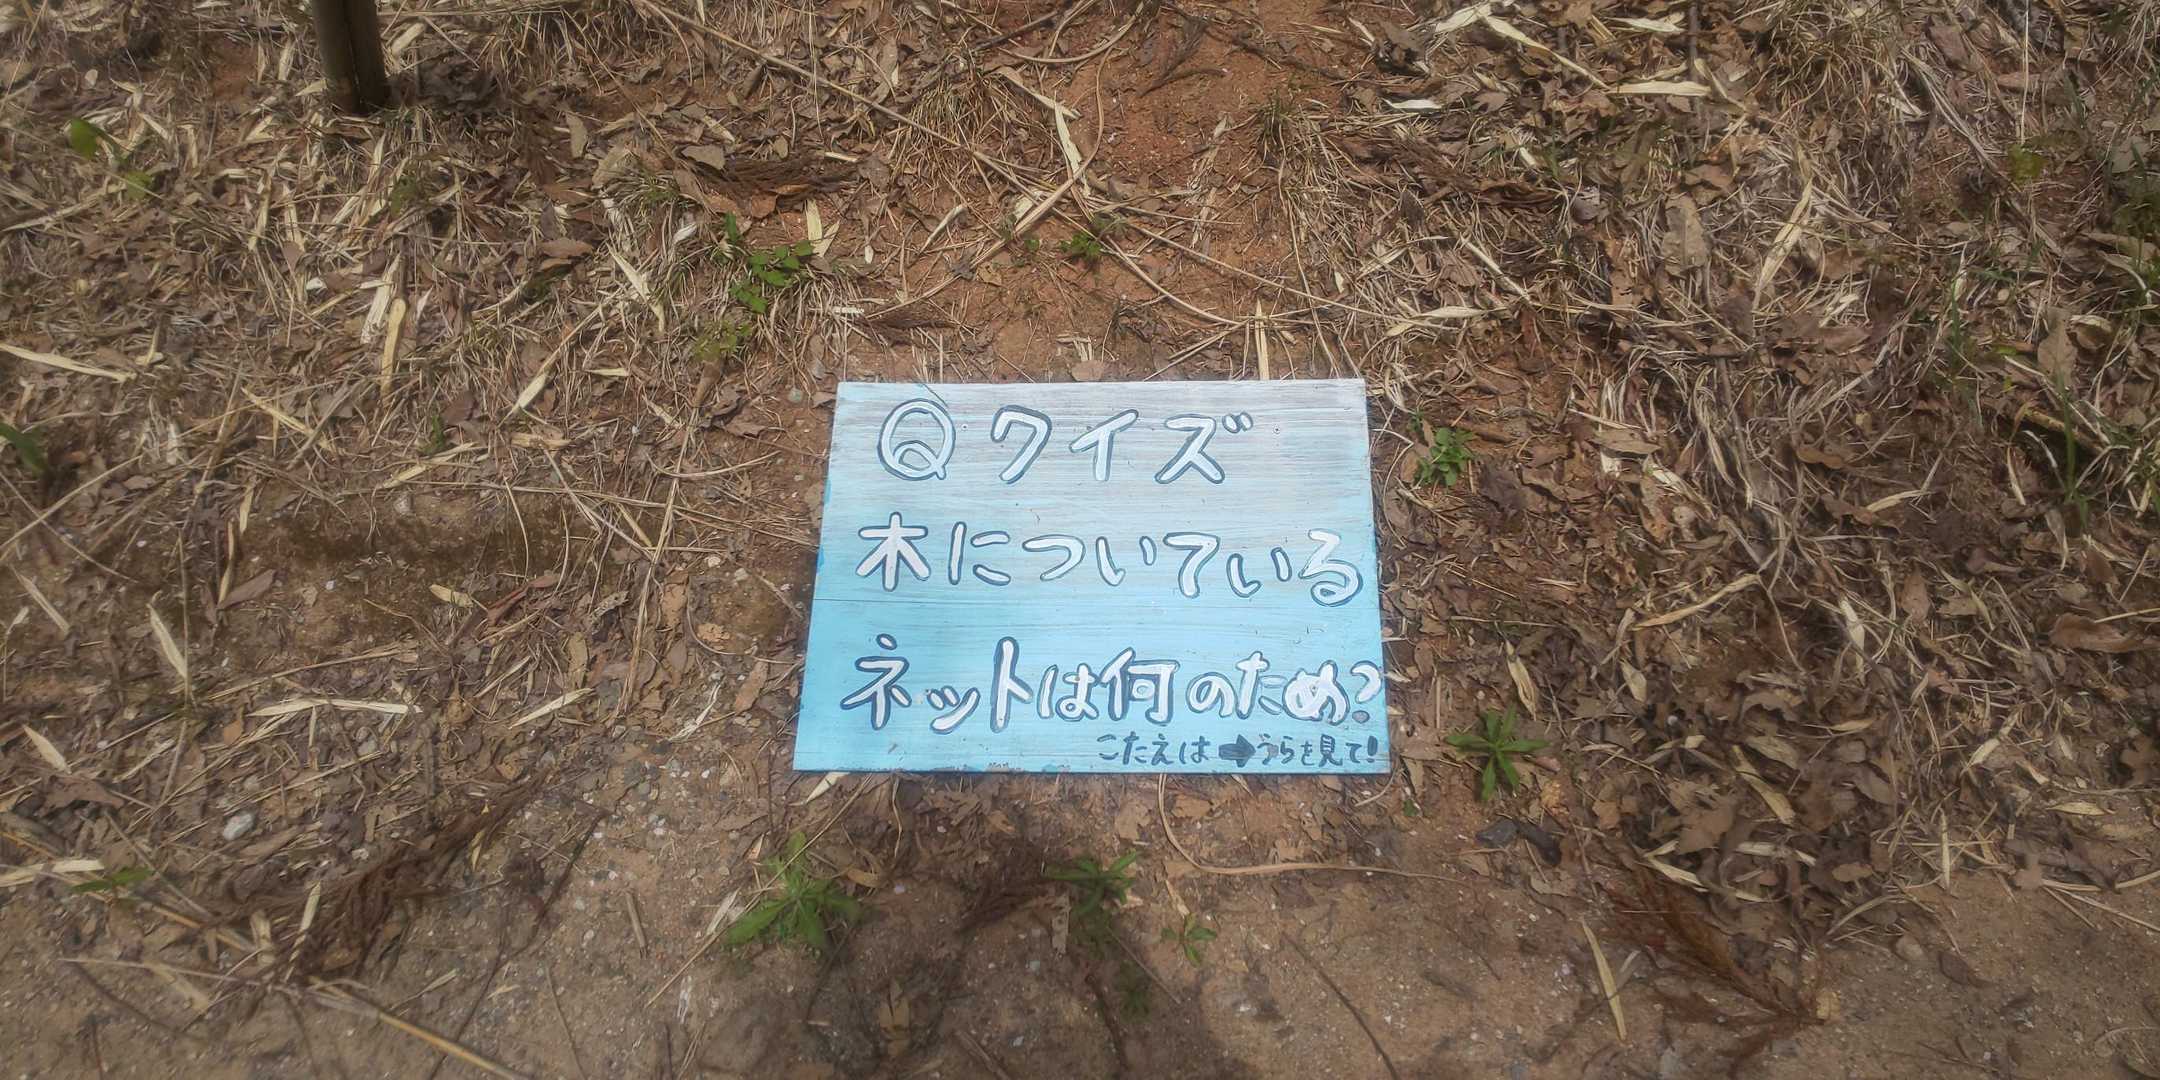 Qクイズ
木についている
ネットは何のため?
こたえは➡うらを見て!